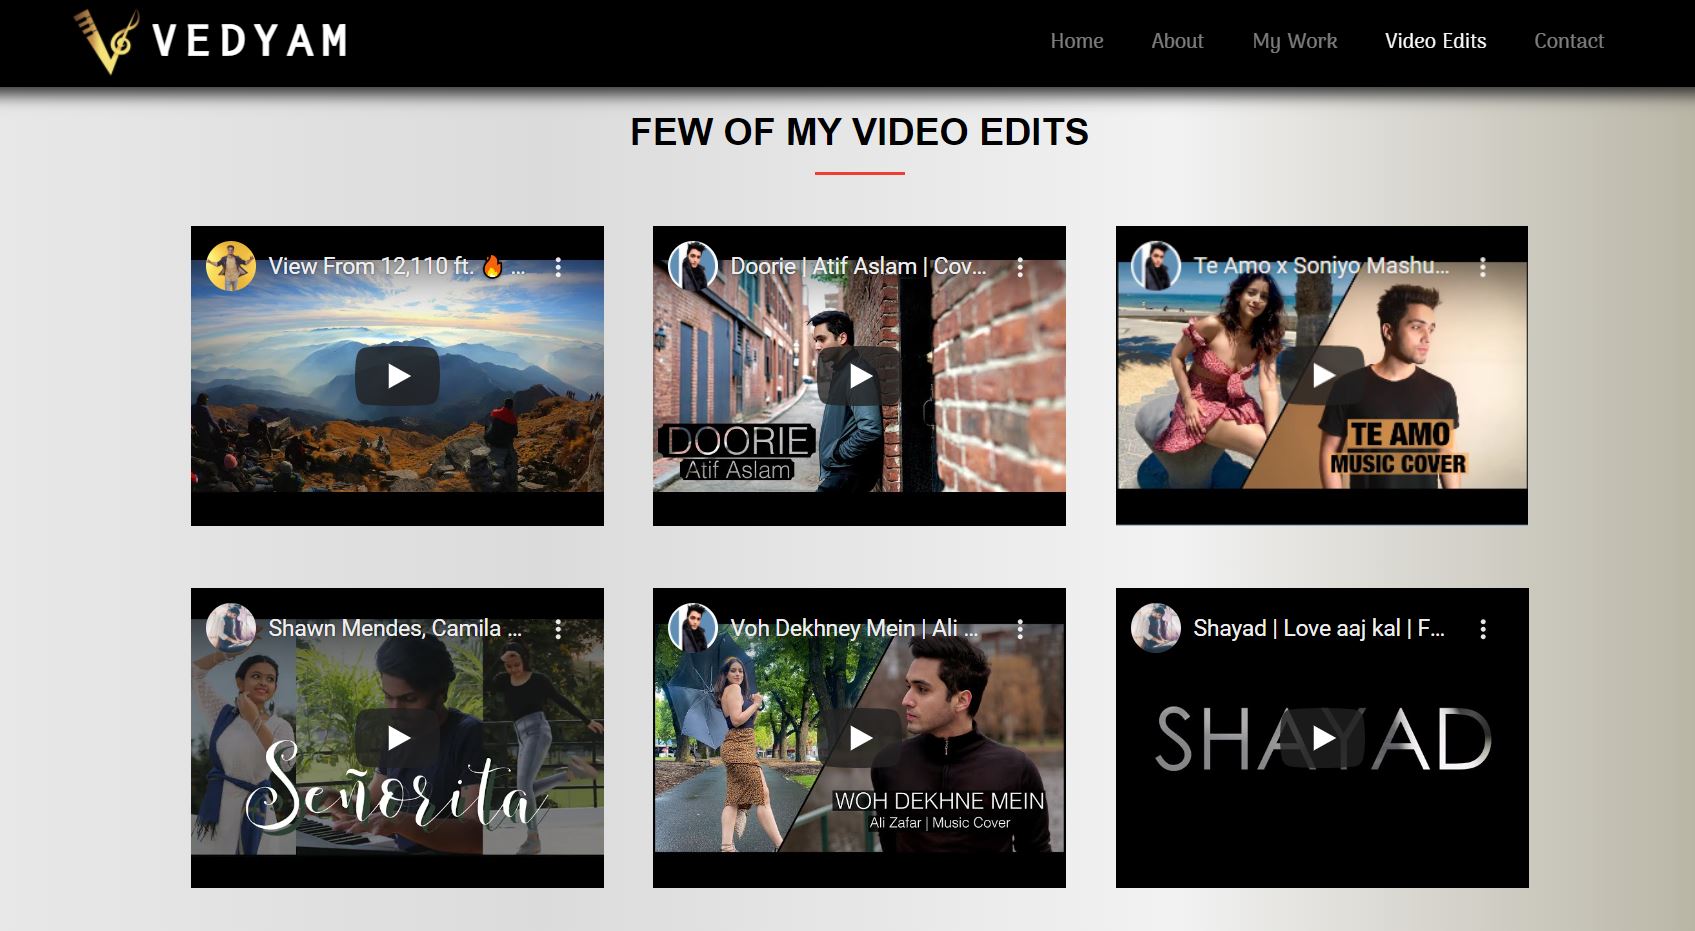 VEDYAM
Home About My Work Video Edits Contact
FEW OF MY VIDEO EDITS
View From 12,110 ft. 🔥 ...
Doorie | Atif Aslam | Cov...
DOORIE
Atif Aslam
Te Amo x Soniyo Mashu...
TE AMO
MUSIC COVER
Shawn Mendes, Camila ...
Señorita
Voh Dekhney Mein | Ali ...
WOH DEKHNE MEIN
Ali Zafar | Music Cover
Shayad | Love aaj kal | F...
SHAYAD